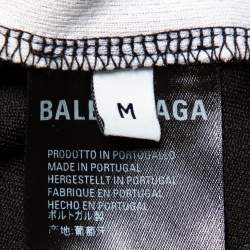 BALL AGA
M
PRODOTTO IN PORTOGALLO
MADE IN PORTUGAL
HERGESTELLT IN PORTUGAL
FABRIQUÉ EN PORTUGAL
HECHO EN PORTUGAL
ポルトガル製
产地:葡萄牙